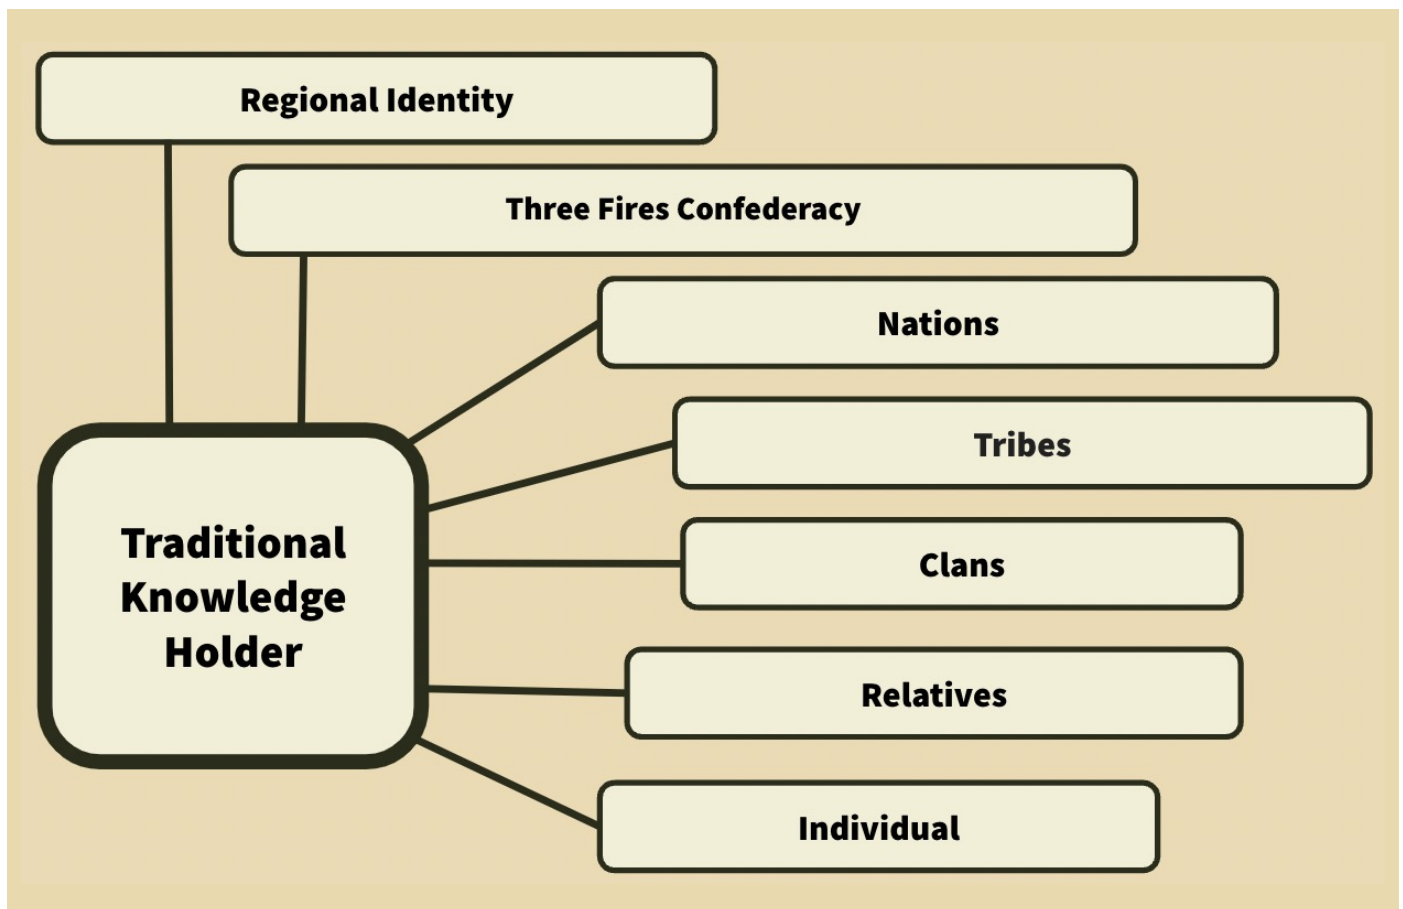 Regional Identity
Three Fires Confederacy
Nations
Tribes
Clans
Relatives
Individual
Traditional
Knowledge
Holder